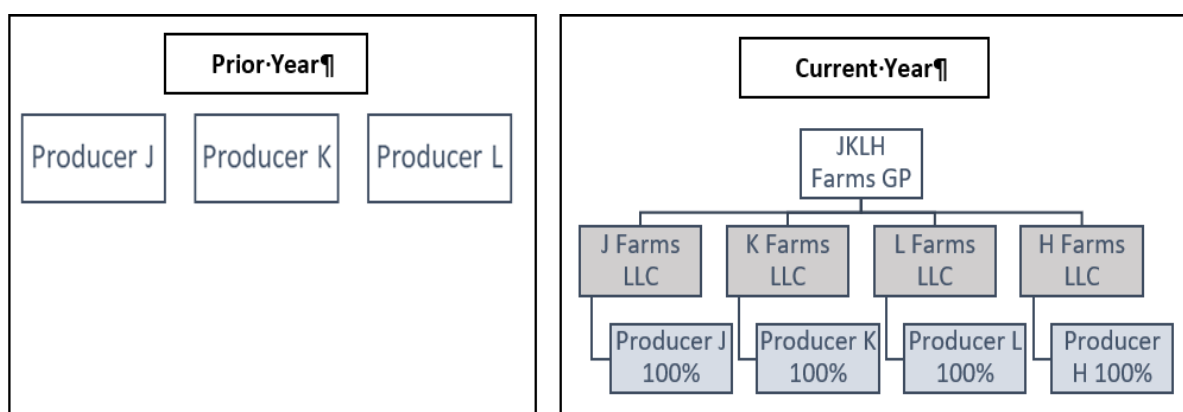 Prior·Year¶
Producer J
Producer K
Producer L
Current·Year¶
JKLH
Farms GP
J Farms
LLC
K Farms
LLC
L Farms
LLC
H Farms
LLC
Producer J
100%
Producer K
100%
Producer L
100%
Producer
H 100%